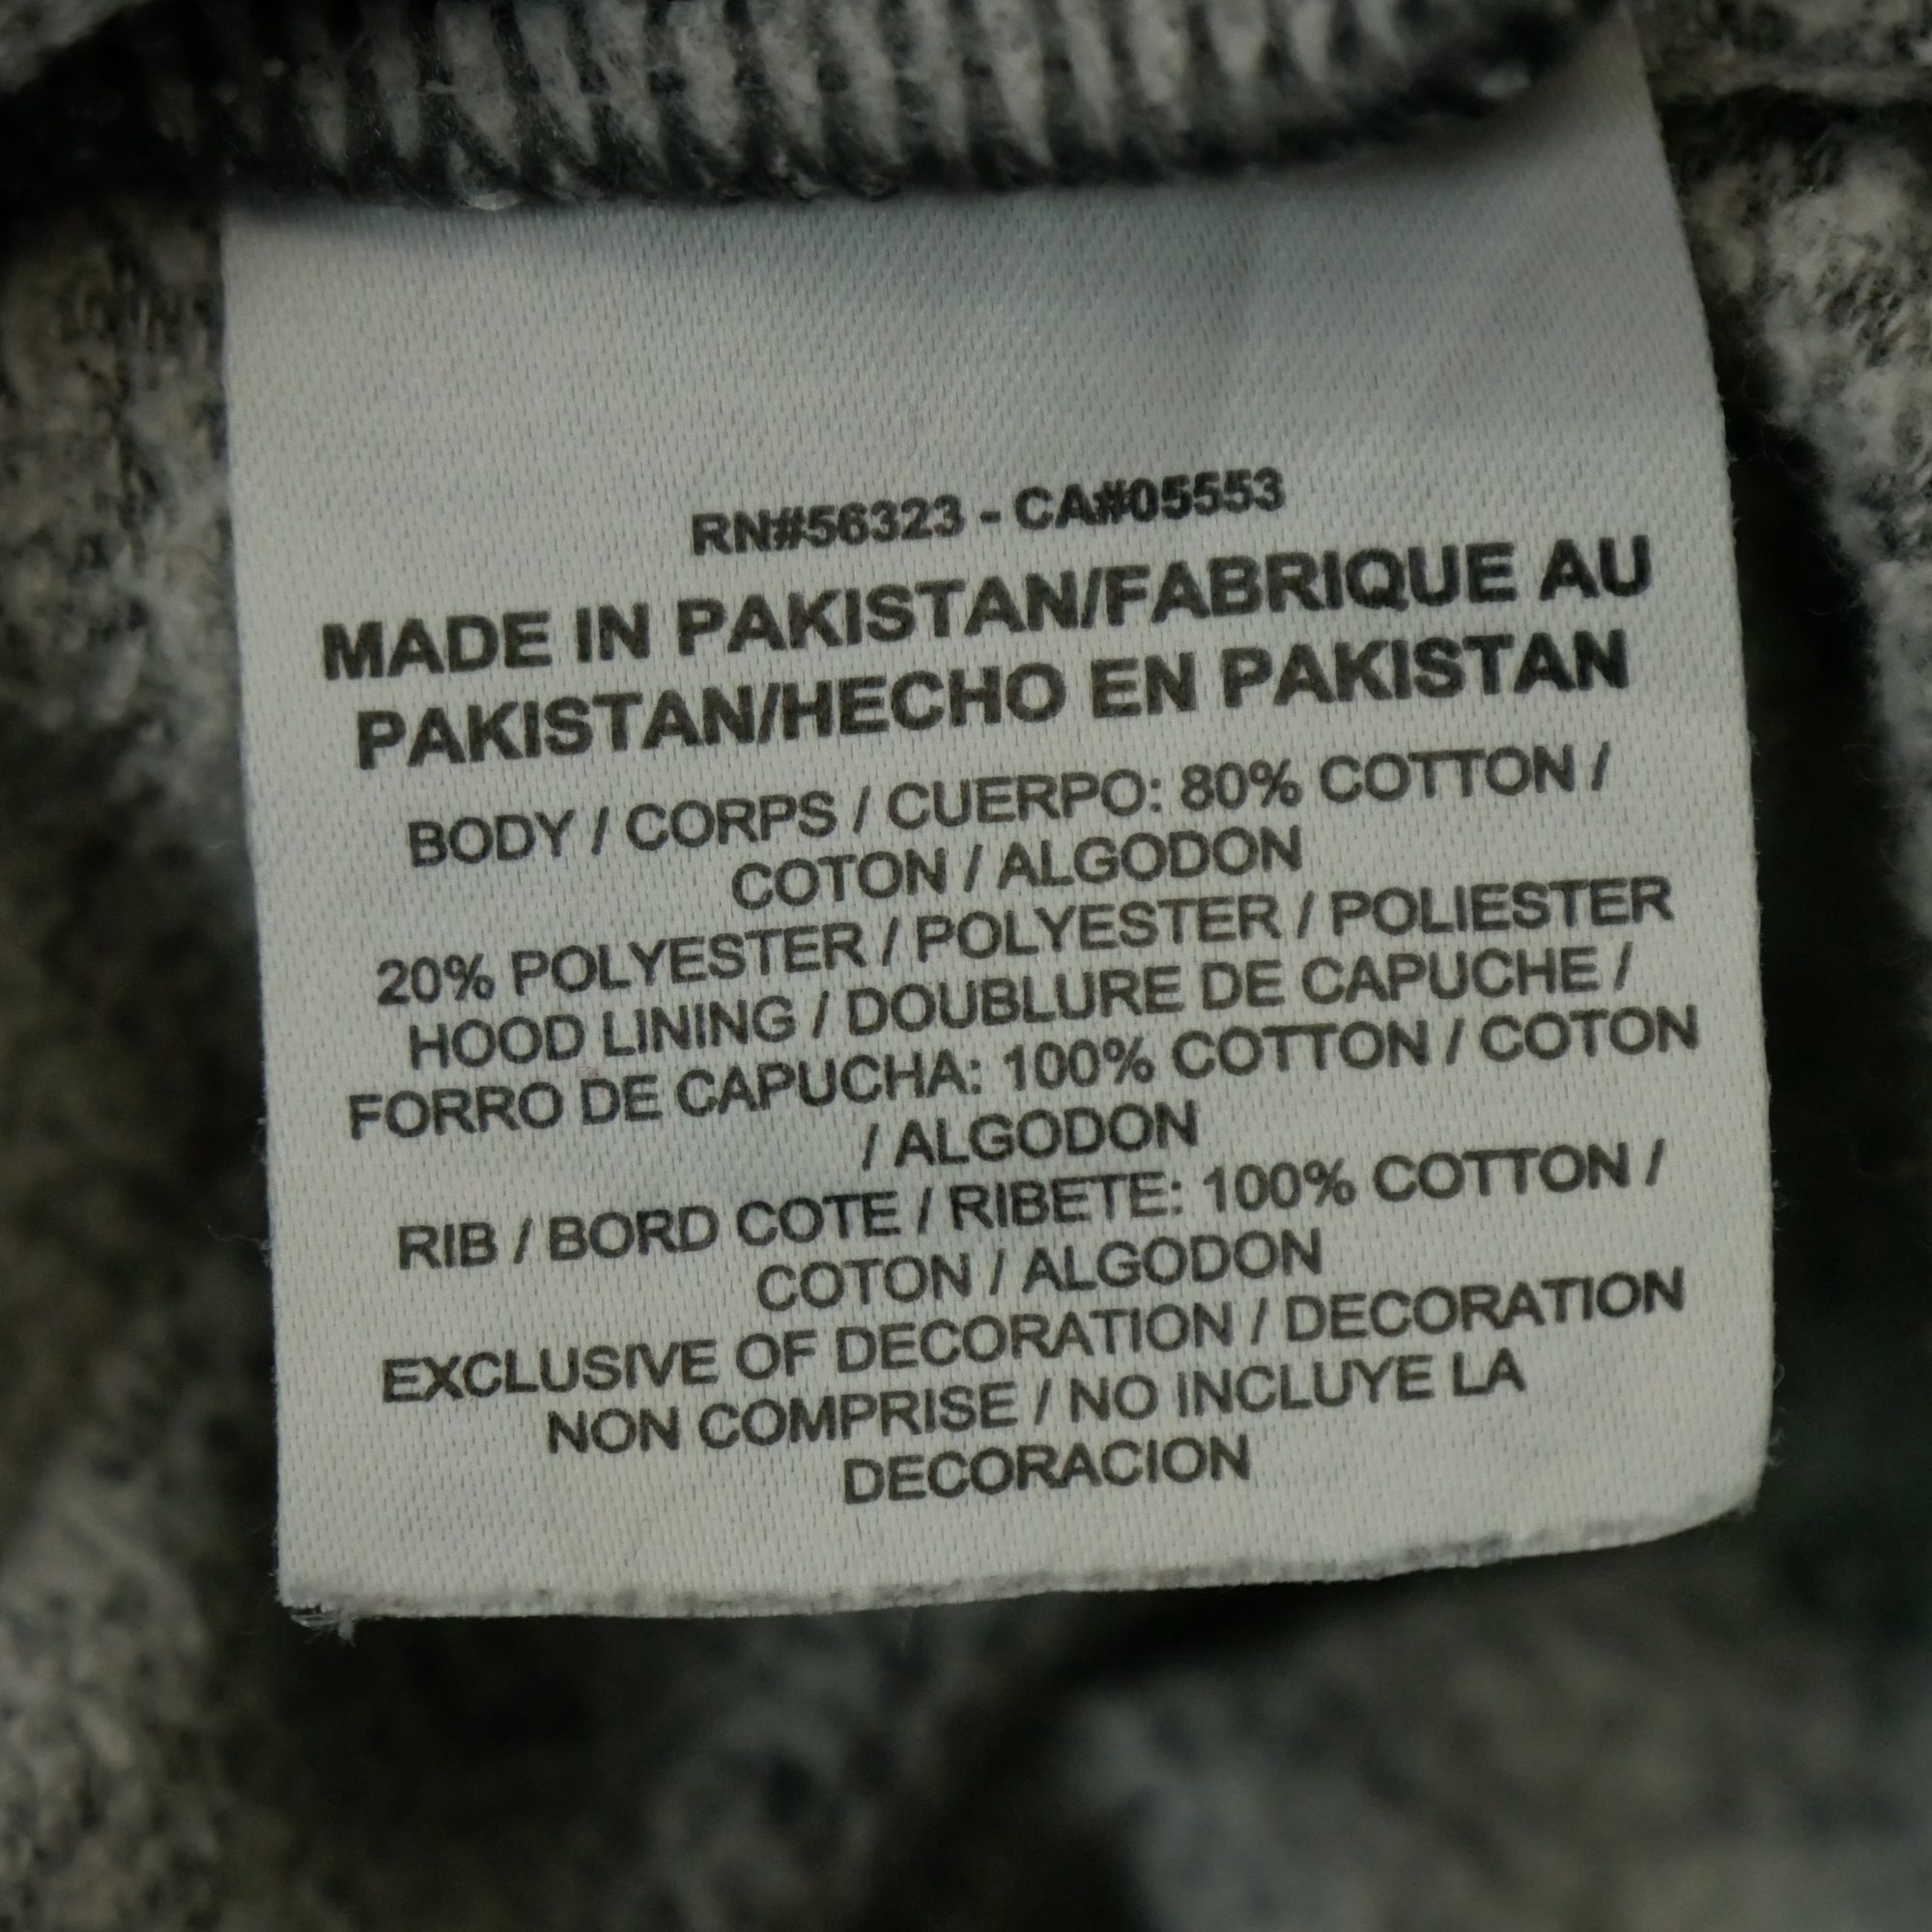 RN#56323 - CA#05553
MADE IN PAKISTAN/FABRIQUE AU
PAKISTAN/HECHO EN PAKISTAN
BODY / CORPS / CUERPO: 80% COTTON /
COTON / ALGODON
20% POLYESTER / POLYESTER / POLIESTER
HOOD LINING / DOUBLURE DE CAPUCHE /
FORRO DE CAPUCHA: 100% COTTON / COTON
/ ALGODON
RIB / BORD COTE / RIBETE: 100% COTTON /
COTON / ALGODON
EXCLUSIVE OF DECORATION / DECORATION
NON COMPRISE / NO INCLUYE LA
DECORACION